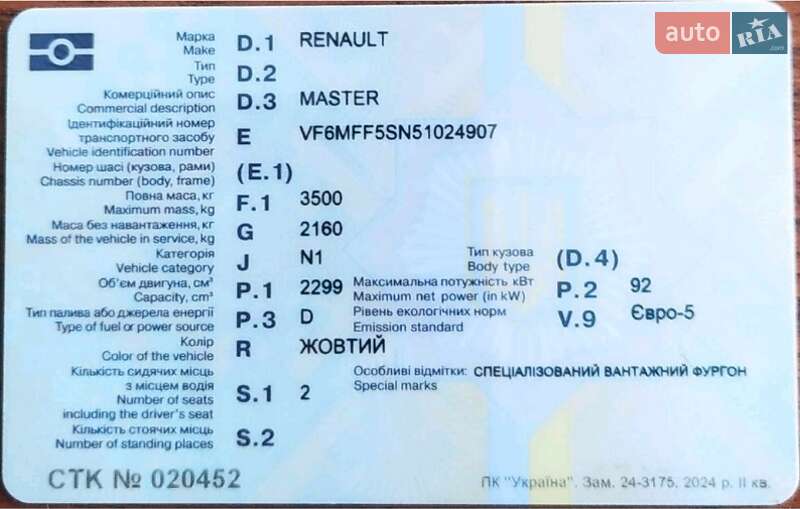 auto RIA .com
Марка D.1 RENAULT
Make
Тип D.2
Type
Комерційний опис D.3 MASTER
Commercial description
Ідентифікаційний номер
транспортного засобу E VF6MFF5SN51024907
Vehicle identification number
Номер шасі (кузова, рами) (E.1)
Chassis number (body, frame)
Повна маса, кг F.1 3500
Maximum mass, kg
Маса без навантаження, кг G 2160
Mass of the vehicle in service, kg
Категорія J N1 Тип кузова (D.4)
Vehicle category Body type
Об'єм двигуна, см³ P.1 2299 Максимальна потужність кВт P.2 92
Capacity, cm³ Maximum net power (in kW)
Тип палива або джерела енергії P.3 D Рівень екологічних норм V.9 Євро-5
Type of fuel or power source Emission standard
Колір R ЖОВТИЙ
Color of the vehicle
Кількість сидячих місць Особливі відмітки: СПЕЦІАЛІЗОВАНИЙ ВАНТАЖНИЙ ФУРГОН
з місцем водія Special marks
Number of seats S.1 2
including the driver's seat
Кількість стоячих місць S.2
Number of standing places
СТК № 020452 ПК "Україна". Зам. 24-3175. 2024 р. II кв.